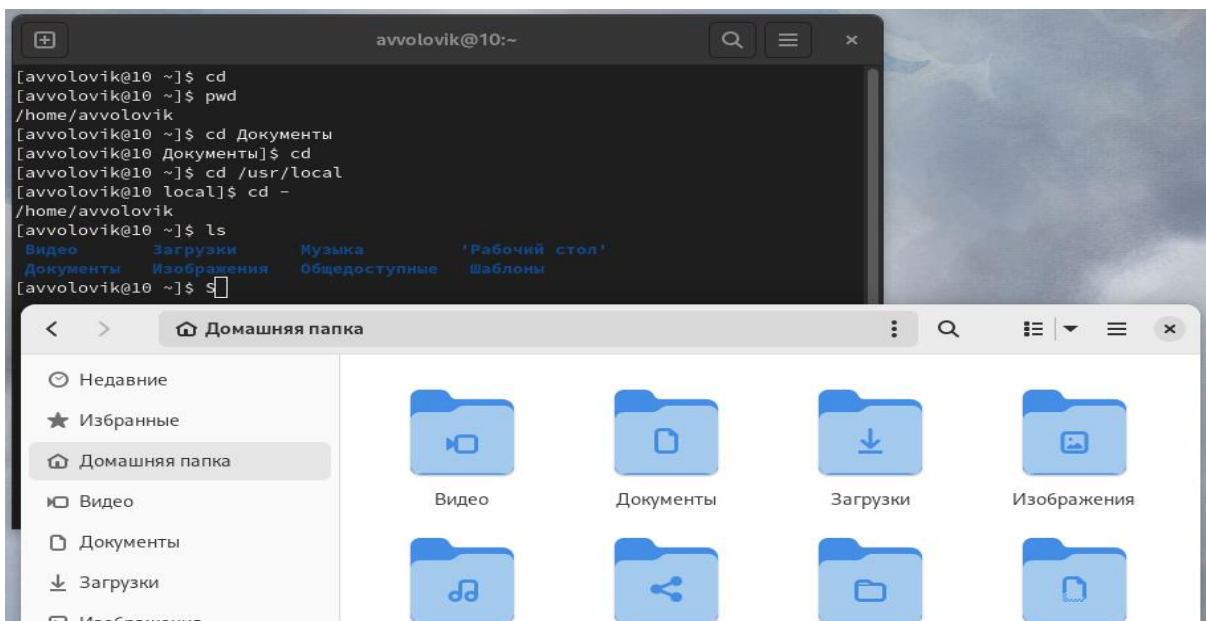 avvolovik@10:~
[avvolovik@10 ~]$ cd
[avvolovik@10 ~]$ pwd
/home/avvolovik
[avvolovik@10 ~]$ cd Документы
[avvolovik@10 Документы]$ cd
[avvolovik@10 ~]$ cd /usr/local
[avvolovik@10 local]$ cd -
/home/avvolovik
[avvolovik@10 ~]$ ls
Видео Загрузки Музыка 'Рабочий стол'
Документы Изображения Общедоступные Шаблоны
[avvolovik@10 ~]$ S
Домашняя папка
Недавние
Избранные
Домашняя папка
Видео
Документы
Загрузки
Изображения
Видео Документы Загрузки Изображения